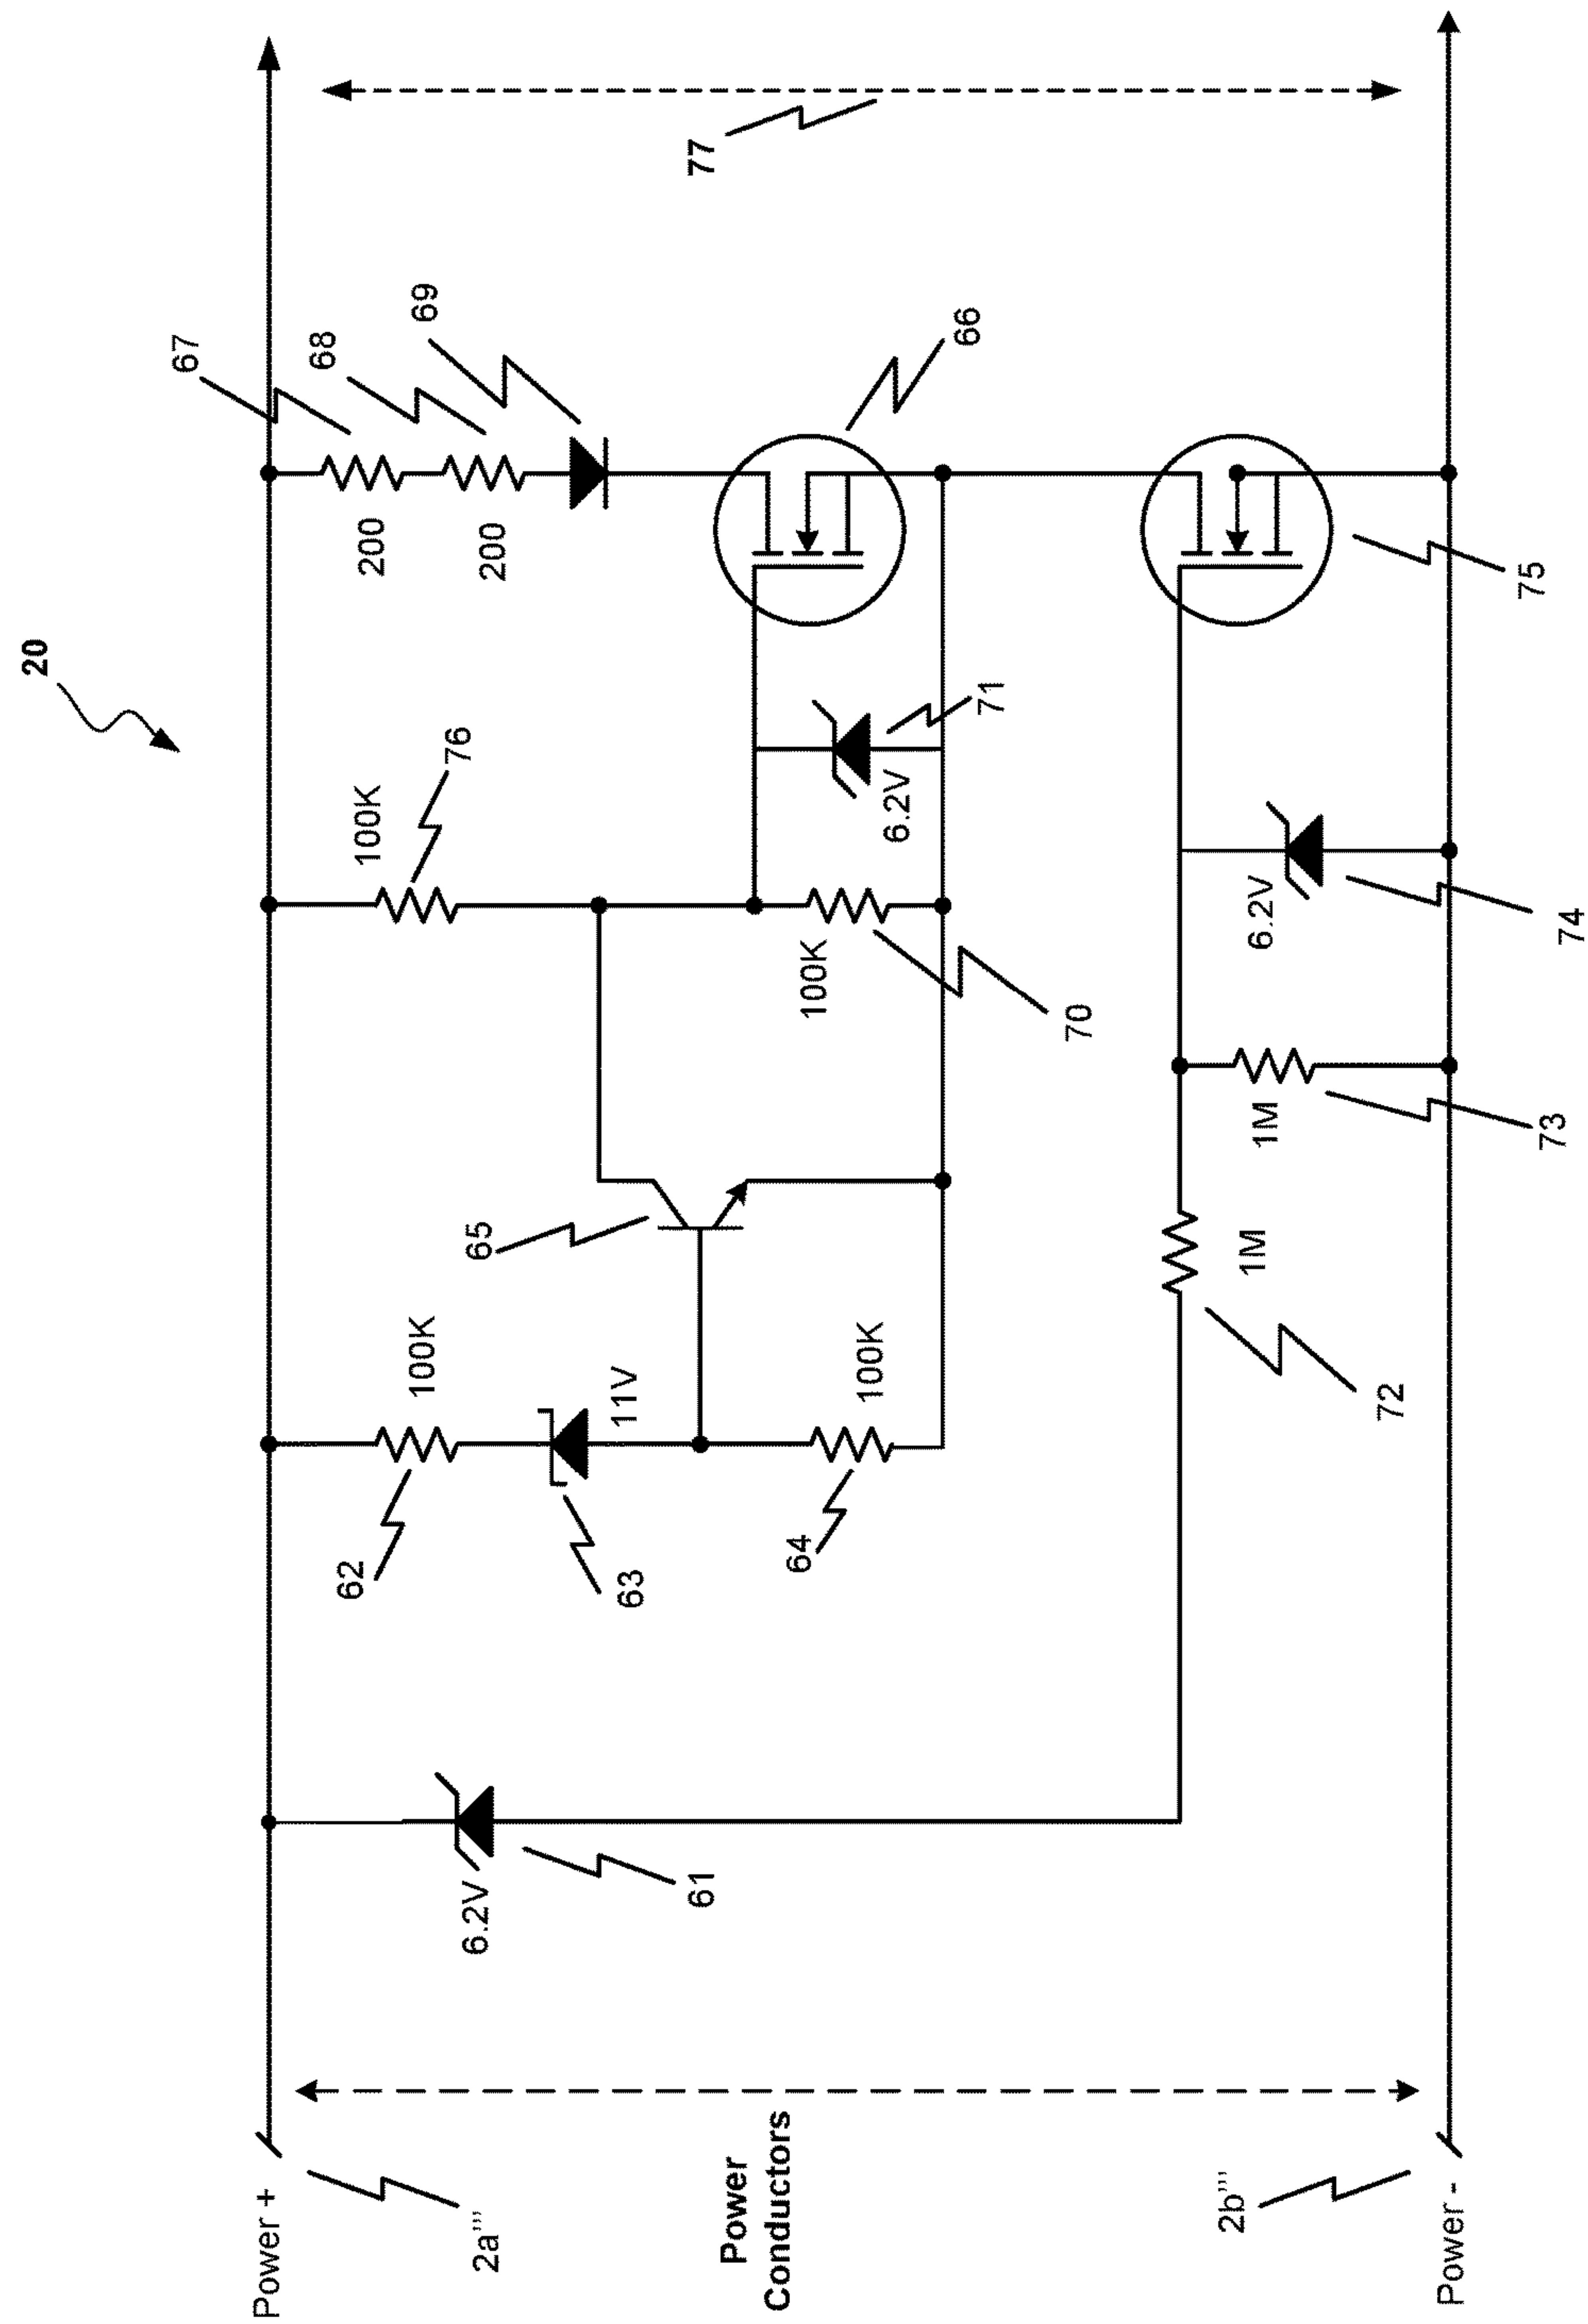 20
67
68
69
200
200
66
77
100K
76
71
6.2V
100K
70
75
6.2V
74
1M
73
65
1M
72
100K
62
11V
63
100K
64
6.2V
61
Power +
2a'''
Power
Conductors
2b'''
Power -